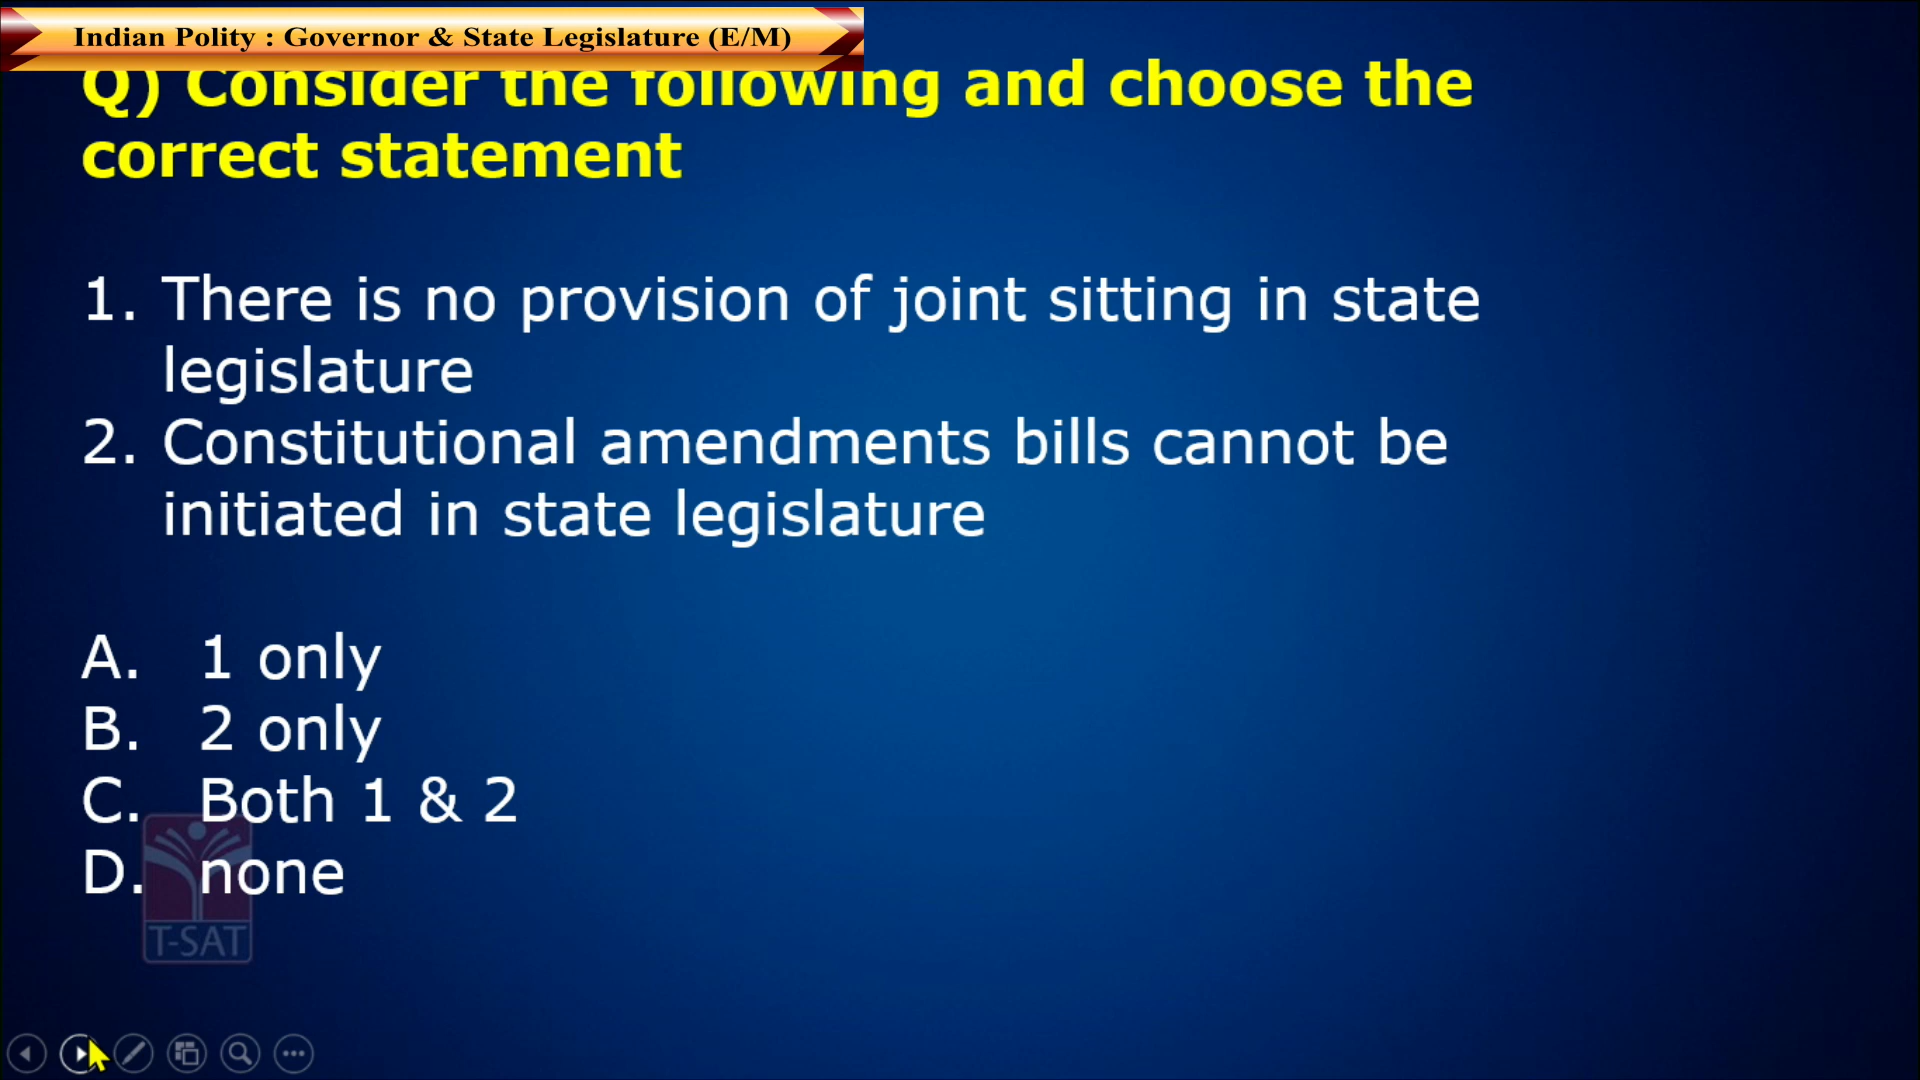 Indian Polity : Governor & State Legislature (E/M)
Q) Consider the following and choose the
correct statement
1. There is no provision of joint sitting in state
legislature
2. Constitutional amendments bills cannot be
initiated in state legislature
A. 1 only
B. 2 only
C. Both 1 & 2
D. none
T-SAT